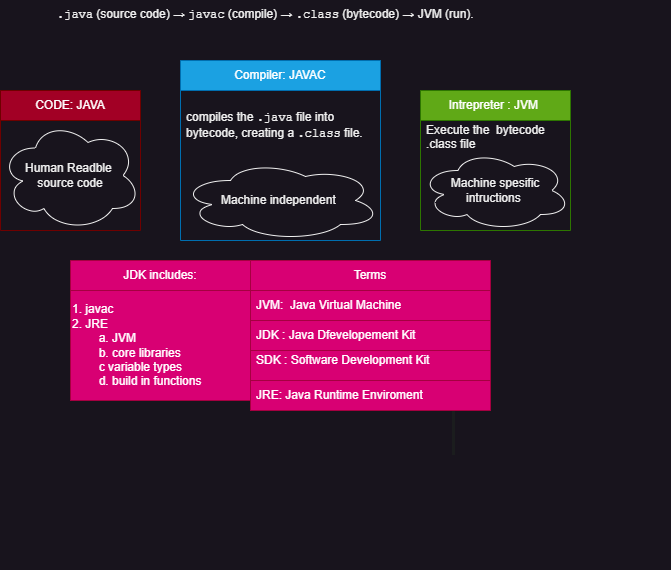 .java (source code) → javac (compile) → .class (bytecode) → JVM (run).
Compiler: JAVAC
CODE: JAVA
Intrepreter : JVM
compiles the .java file into
bytecode, creating a .class file.
Execute the bytecode
.class file
Human Readble
source code
Machine independent
Machine spesific
intructions
JDK includes:
Terms
1. javac
2. JRE
a. JVM
b. core libraries
c variable types
d. build in functions
JVM: Java Virtual Machine
JDK : Java Dfevelopement Kit
SDK : Software Development Kit
JRE: Java Runtime Enviroment